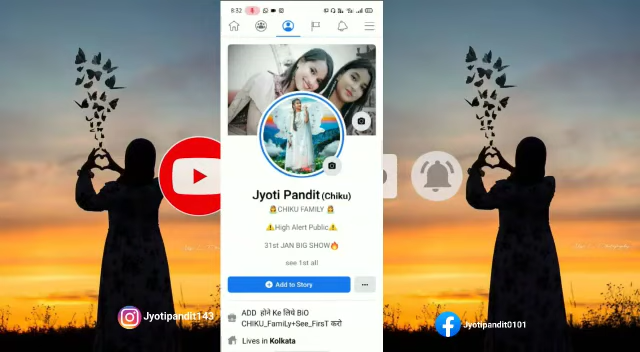 8:32
Jyoti Pandit (Chiku)
CHIKU FAMILY
High Alert Public
31st JAN BIG SHOW
see 1st all
Add to Story
ADD होने Ke लिये BiO
CHIKU_FamiLy+See_FirsT करो
Lives in Kolkata
Jyotipandit143
Jyotipandit0101